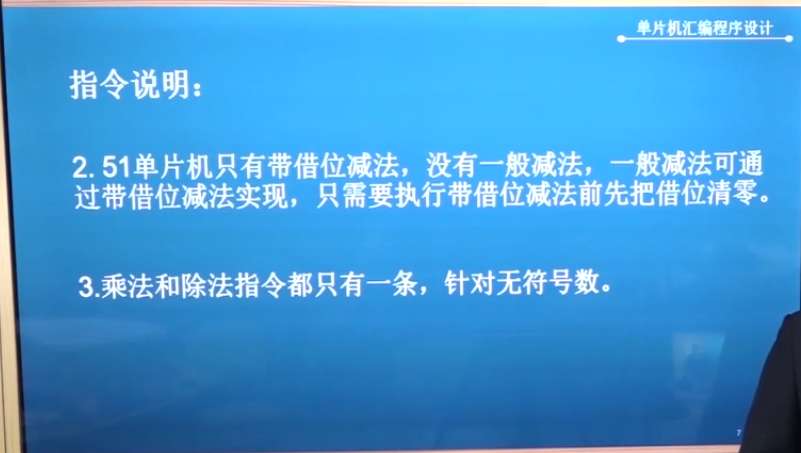 单片机汇编程序设计
指令说明：
2. 51单片机只有带借位减法，没有一般减法，一般减法可通
过带借位减法实现，只需要执行带借位减法前先把借位清零。
3.乘法和除法指令都只有一条，针对无符号数。
7